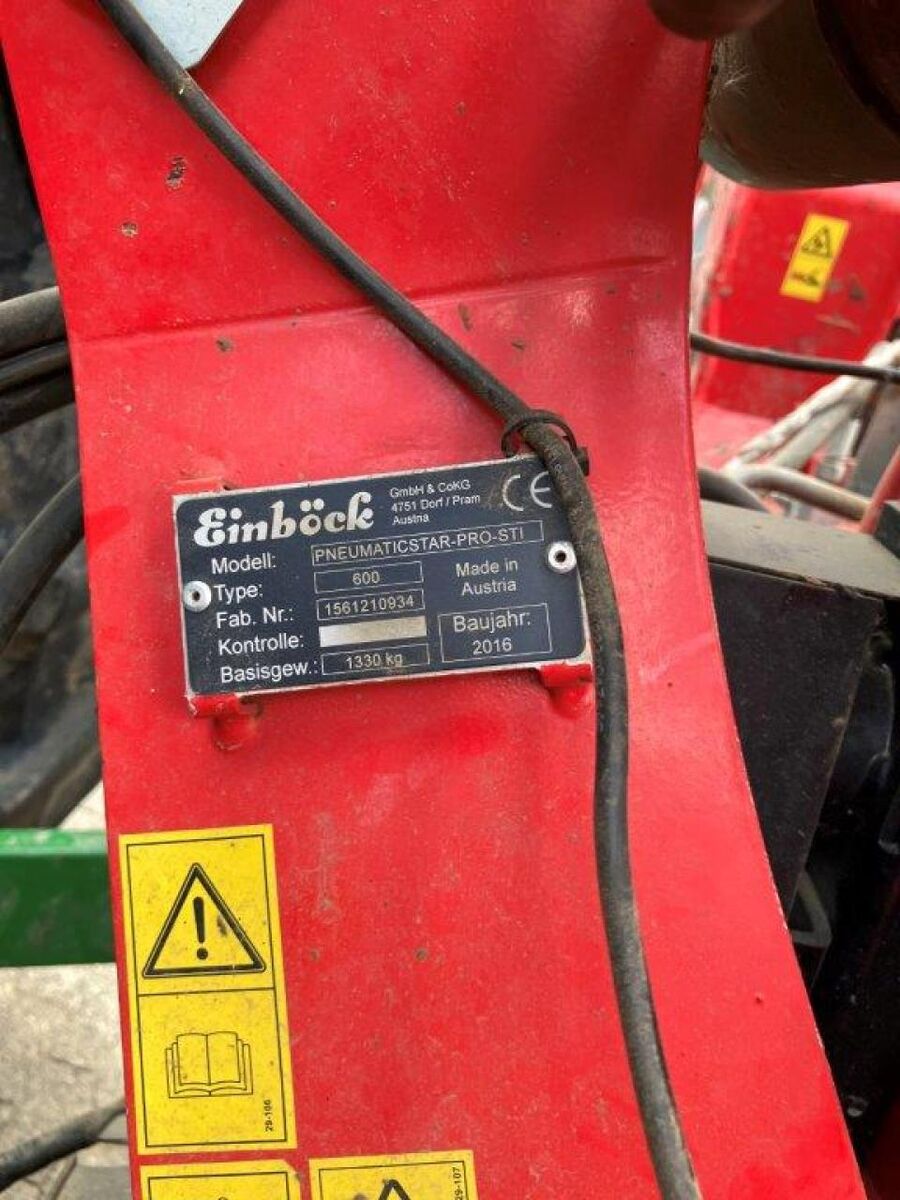 Einböck
GmbH & CoKG
4751 Dorf / Pram
Austria
CE
Modell: PNEUMATICSTAR-PRO-STI
Type: 600
Made in
Austria
Fab. Nr.: 1561210934
Kontrolle:
Baujahr:
2016
Basisgew.: 1330 kg
29-166
29-107